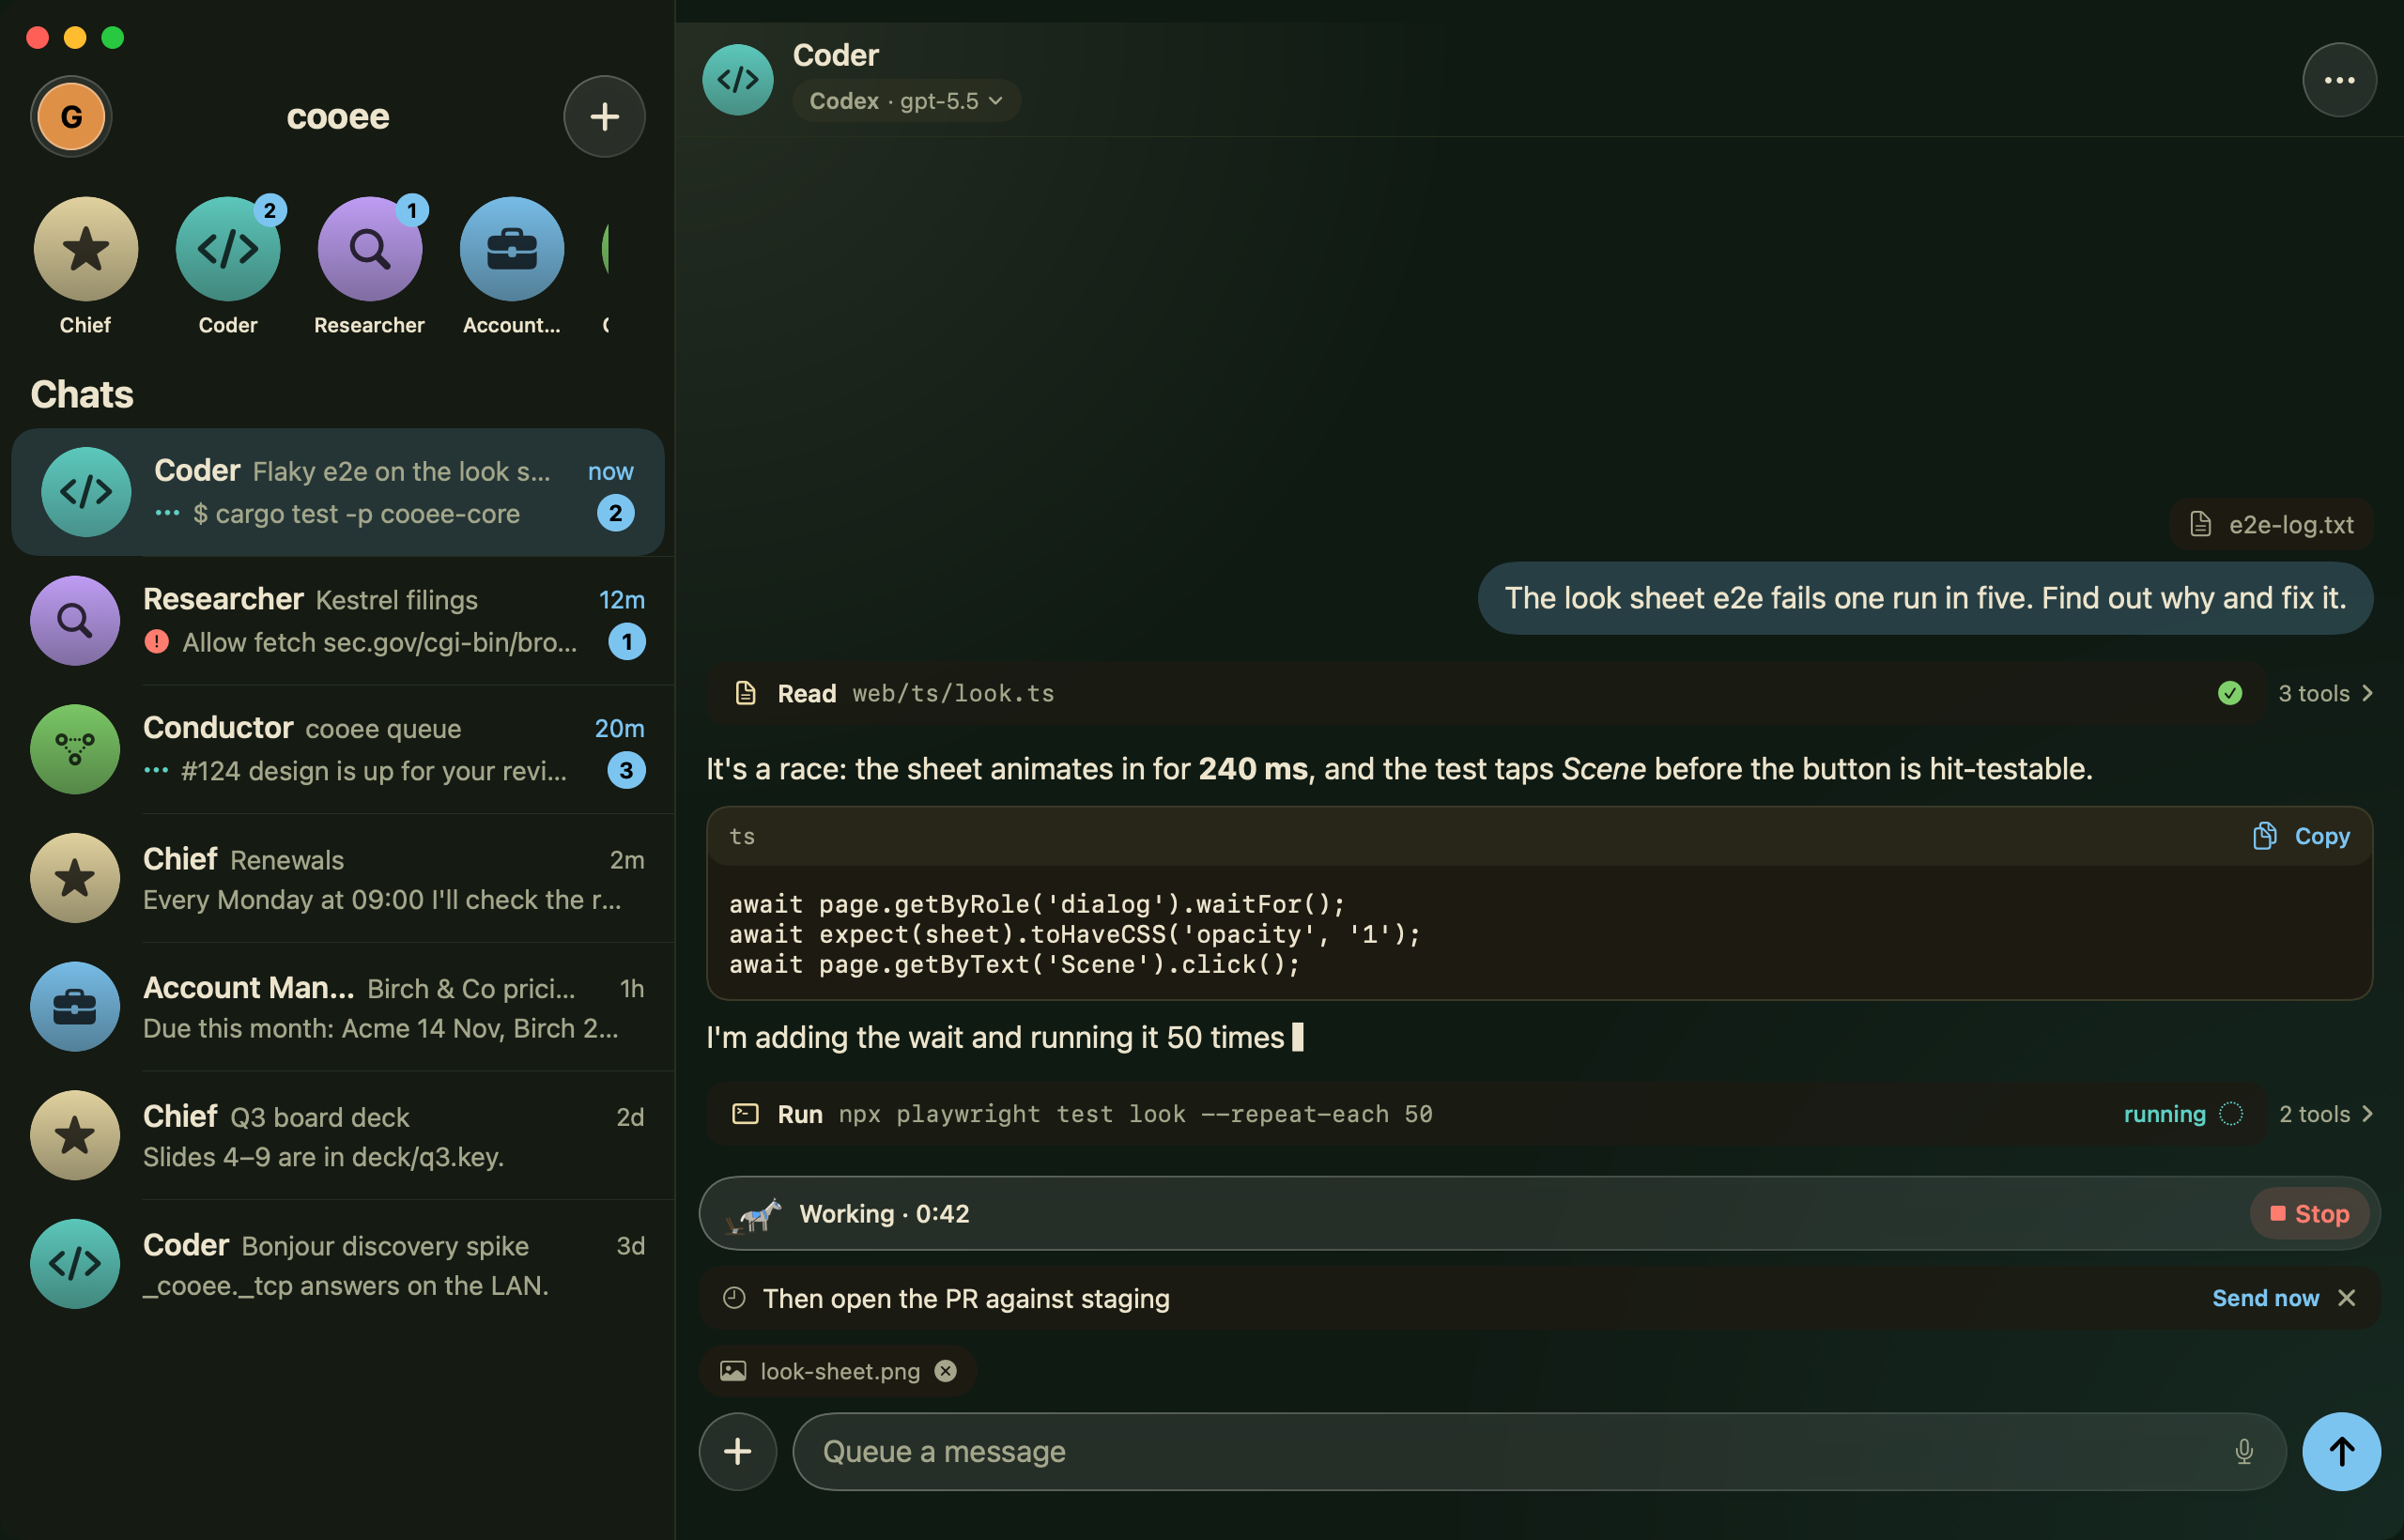 G
cooee
2
1
Chief
Coder
Researcher
Account...
Chats
Coder Flaky e2e on the look s... now
$ cargo test -p cooee-core 2
Researcher Kestrel filings 12m
Allow fetch sec.gov/cgi-bin/bro... 1
Conductor cooee queue 20m
#124 design is up for your revi... 3
Chief Renewals 2m
Every Monday at 09:00 I'll check the r...
Account Man... Birch & Co prici... 1h
Due this month: Acme 14 Nov, Birch 2...
Chief Q3 board deck 2d
Slides 4–9 are in deck/q3.key.
Coder Bonjour discovery spike 3d
_cooee._tcp answers on the LAN.
Coder
Codex · gpt-5.5
e2e-log.txt
The look sheet e2e fails one run in five. Find out why and fix it.
Read web/ts/look.ts 3 tools
It's a race: the sheet animates in for 240 ms, and the test taps Scene before the button is hit-testable.
ts Copy
await page.getByRole('dialog').waitFor();
await expect(sheet).toHaveCSS('opacity', '1');
await page.getByText('Scene').click();
I'm adding the wait and running it 50 times
Run npx playwright test look --repeat-each 50 running 2 tools
Working · 0:42 Stop
Then open the PR against staging Send now
look-sheet.png
Queue a message